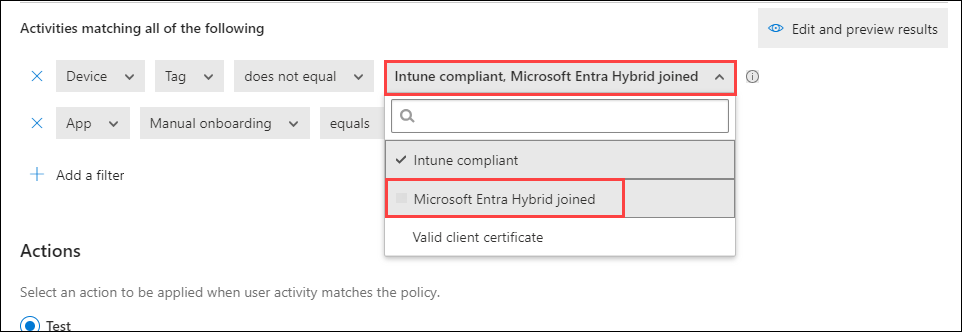 Activities matching all of the following
Edit and preview results
Device Tag does not equal Intune compliant, Microsoft Entra Hybrid joined
App Manual onboarding equals
Intune compliant
Add a filter
Microsoft Entra Hybrid joined
Valid client certificate
Actions
Select an action to be applied when user activity matches the policy.
Test